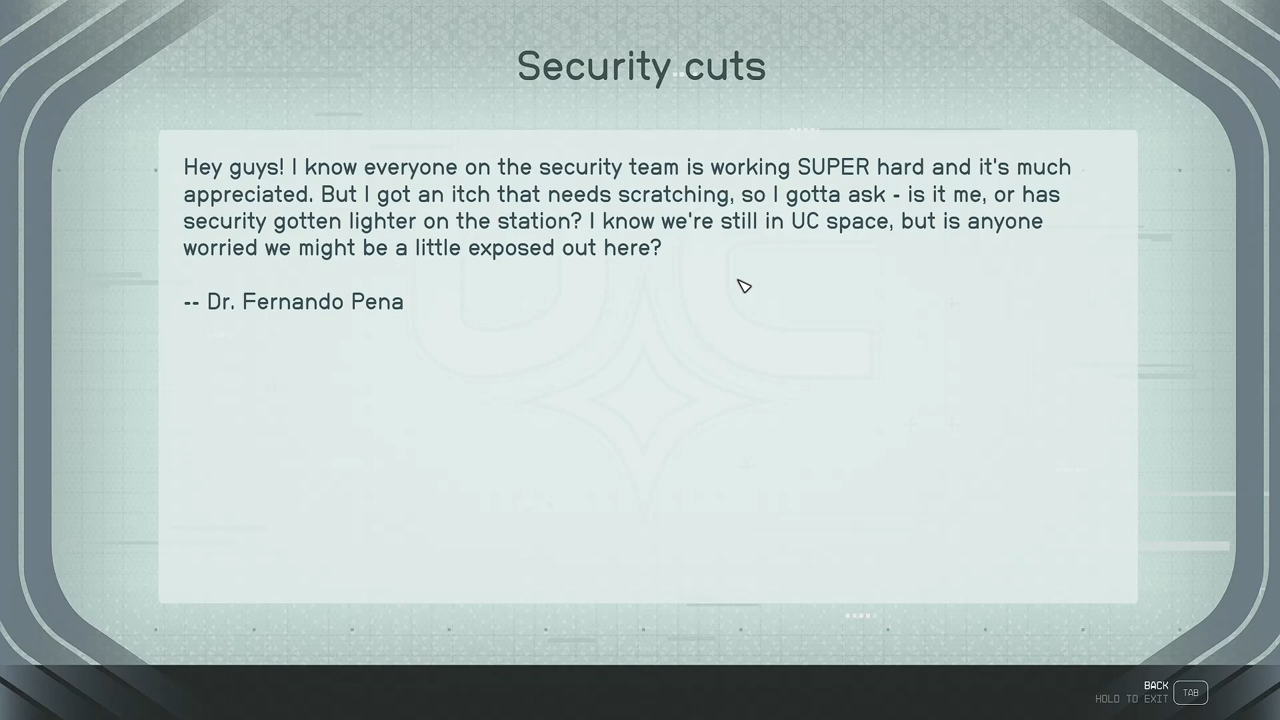 Security cuts
Hey guys! I know everyone on the security team is working SUPER hard and it's much
appreciated. But I got an itch that needs scratching, so I gotta ask - is it me, or has
security gotten lighter on the station? I know we're still in UC space, but is anyone
worried we might be a little exposed out here?
-- Dr. Fernando Pena
UC
BACK
HOLD TO EXIT
TAB